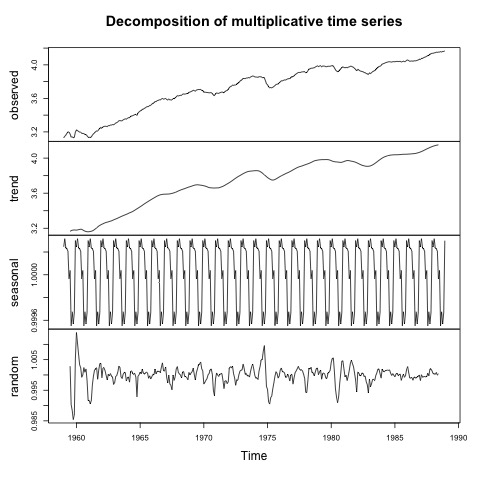 Decomposition of multiplicative time series
observed
3.2 3.6 4.0
trend
3.2 3.6 4.0
seasonal
0.9996 1.0000
random
0.985 0.995 1.005
1960 1965 1970 1975 1980 1985 1990
Time